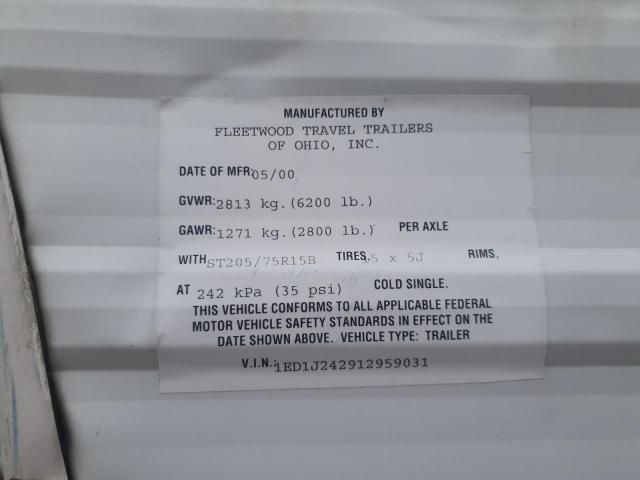 MANUFACTURED BY
FLEETWOOD TRAVEL TRAILERS
OF OHIO, INC.
DATE OF MFR: 05/00
GVWR: 2813 kg. (6200 lb.)
GAWR: 1271 kg. (2800 lb.) PER AXLE
WITH ST205/75R15B TIRES, 15 x 5J RIMS,
AT 242 kPa (35 psi) COLD SINGLE.
THIS VEHICLE CONFORMS TO ALL APPLICABLE FEDERAL
MOTOR VEHICLE SAFETY STANDARDS IN EFFECT ON THE
DATE SHOWN ABOVE. VEHICLE TYPE: TRAILER
V.I.N.: 1ED1J242912959031